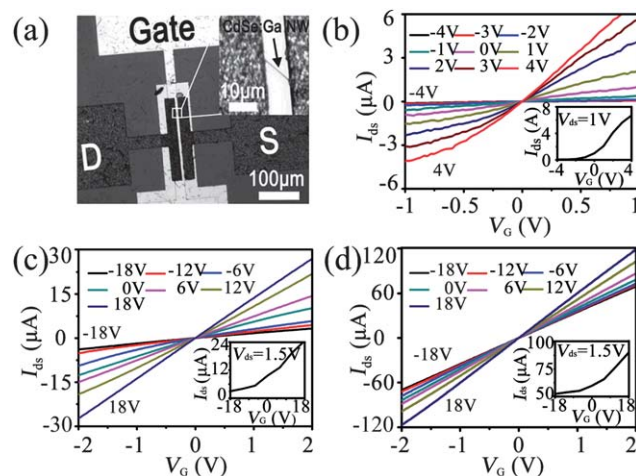 (a)
Gate
CdSe:Ga NW
10μm
D
S
100μm
(b)
6
3
0
-3
-6
Ids (μA)
-4V -3V -2V
-1V 0V 1V
2V 3V 4V
-4V
4V
Vds=1V
Ids (A)
8
4
0
-4 0 4
VG (V)
-1 -0.5 0 0.5 1
VG (V)
(c)
30
15
0
-15
-30
Ids (μA)
-18V -12V -6V
0V 6V 12V
18V
-18V
18V
Vds=1.5V
Ids (μA)
24
12
0
-18 0 18
VG (V)
-2 -1 0 1 2
VG (V)
(d)
120
60
0
-60
-120
Ids (μA)
-18V -12V -6V
0V 6V 12V
18V
-18V
18V
Vds=1.5V
Ids (μA)
100
75
50
-18 0 18
VG (V)
-2 -1 0 1 2
VG (V)